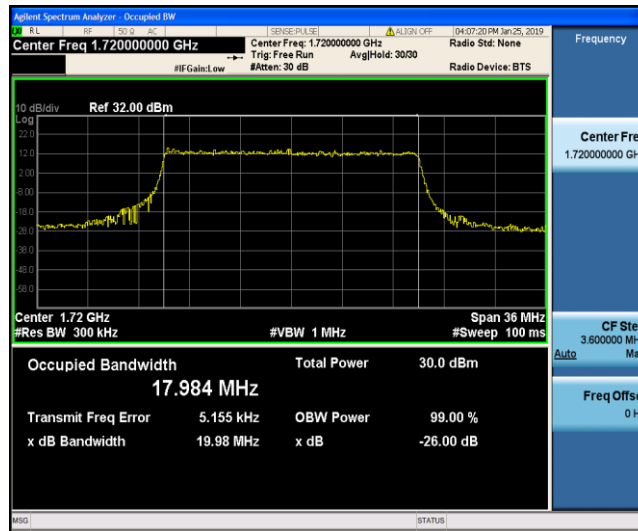 Agilent Spectrum Analyzer - Occupied BW
RL RF 50 Ω AC SENSE:PULSE ALIGN OFF 04:07:20 PM Jan 25, 2019
Center Freq 1.720000000 GHz
Center Freq: 1.720000000 GHz
Radio Std: None
Trig: Free Run Avg|Hold: 30/30
#IFGain:Low
#Atten: 30 dB
Radio Device: BTS
Frequency
10 dB/div Ref 32.00 dBm
Log
22.0
12.0
2.00
-8.00
-18.0
-28.0
-38.0
-48.0
-58.0
Center Fre
1.720000000 GH
Center 1.72 GHz Span 36 MHz
#Res BW 300 kHz #VBW 1 MHz #Sweep 100 ms
CF Ste
3.600000 MH
Auto Ma
Occupied Bandwidth Total Power 30.0 dBm
17.984 MHz
Transmit Freq Error 5.155 kHz OBW Power 99.00 %
x dB Bandwidth 19.98 MHz x dB -26.00 dB
Freq Offs
0 H
MSG STATUS